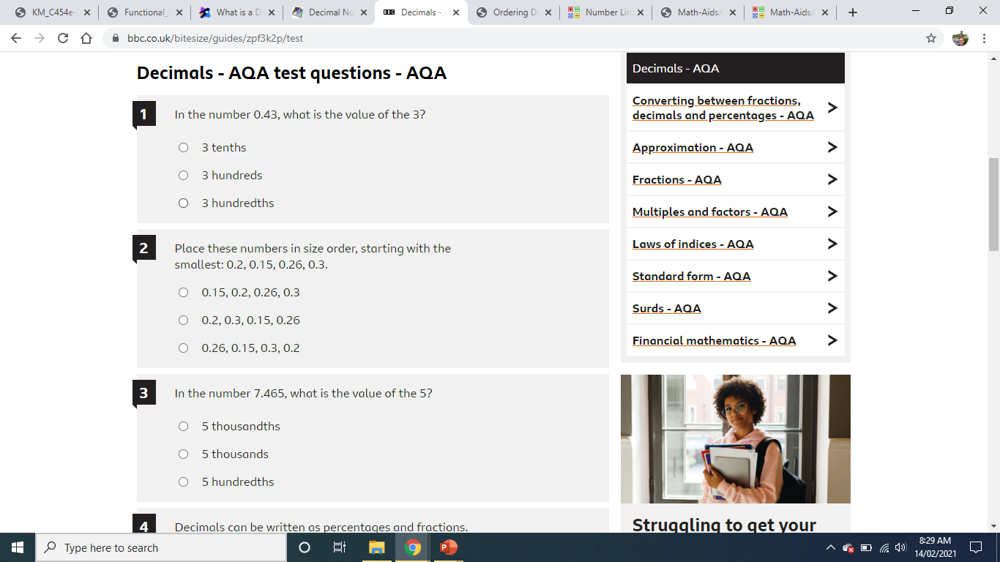 KM_C454e-
Functional_
What is a D
Decimal Nu
BBC
Decimals -
Ordering D
Number Lin
Math-Aids.
Math-Aids.
bbc.co.uk/bitesize/guides/zpf3k2p/test
Decimals - AQA test questions - AQA
1
In the number 0.43, what is the value of the 3?
3 tenths
3 hundreds
3 hundredths
2
Place these numbers in size order, starting with the
smallest: 0.2, 0.15, 0.26, 0.3.
0.15, 0.2, 0.26, 0.3
0.2, 0.3, 0.15, 0.26
0.26, 0.15, 0.3, 0.2
3
In the number 7.465, what is the value of the 5?
5 thousandths
5 thousands
5 hundredths
4
Decimals can be written as percentages and fractions.
Decimals - AQA
Converting between fractions,
decimals and percentages - AQA
Approximation - AQA
Fractions - AQA
Multiples and factors - AQA
Laws of indices - AQA
Standard form - AQA
Surds - AQA
Financial mathematics - AQA
Struggling to get your
Type here to search
P
8:29 AM
14/02/2021